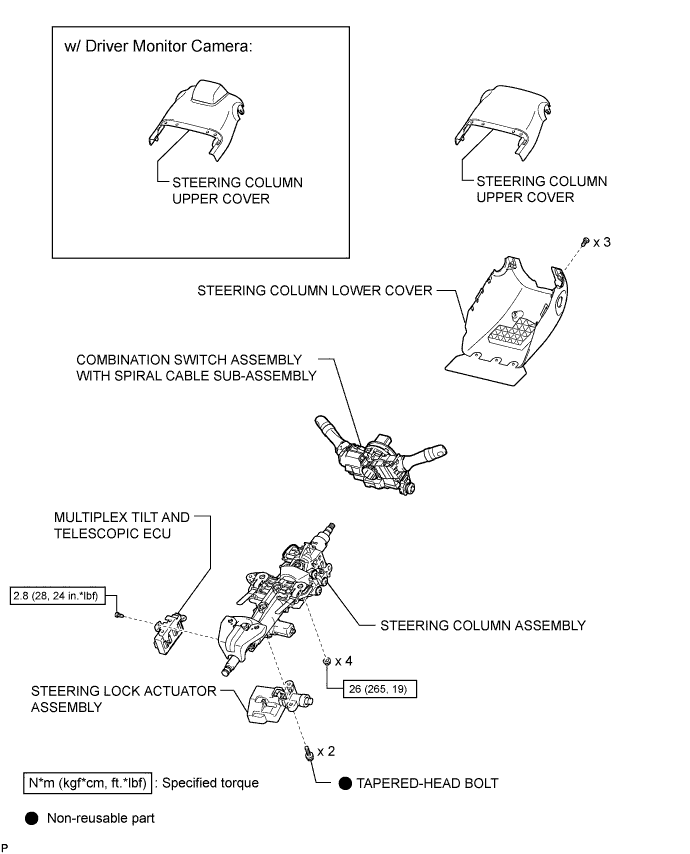 w/ Driver Monitor Camera:
STEERING COLUMN
UPPER COVER
STEERING COLUMN
UPPER COVER
x 3
STEERING COLUMN LOWER COVER
COMBINATION SWITCH ASSEMBLY
WITH SPIRAL CABLE SUB-ASSEMBLY
MULTIPLEX TILT AND
TELESCOPIC ECU
2.8 (28, 24 in.*lbf)
STEERING COLUMN ASSEMBLY
x 4
26 (265, 19)
STEERING LOCK ACTUATOR
ASSEMBLY
x 2
TAPERED-HEAD BOLT
N*m (kgf*cm, ft.*lbf) : Specified torque
Non-reusable part
P